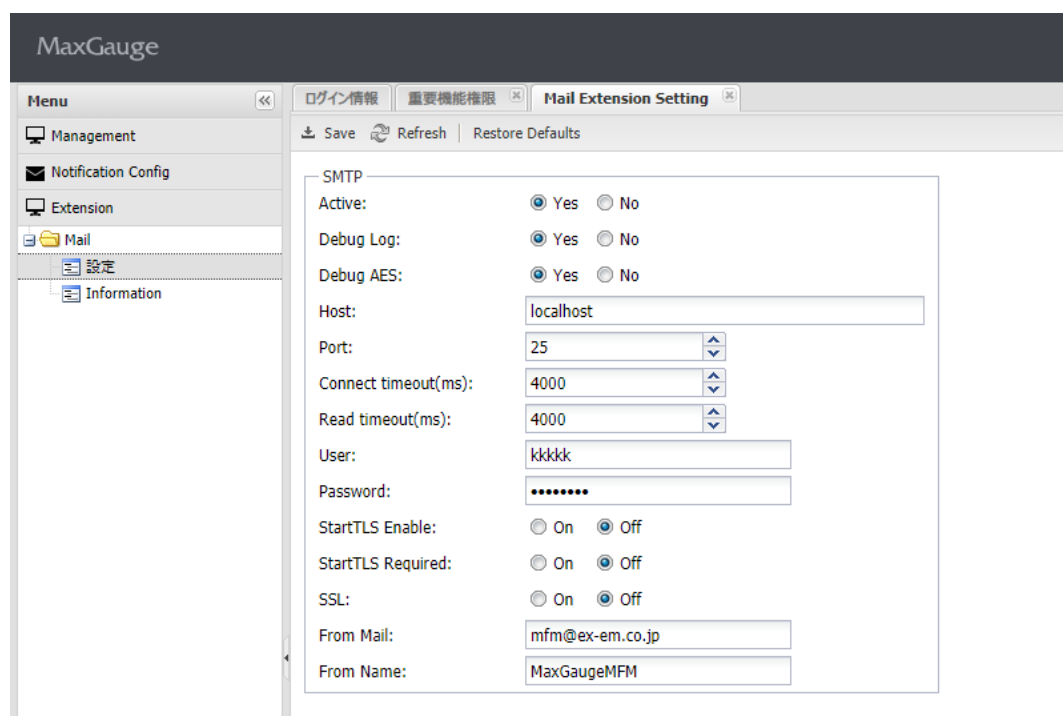 MaxGauge
Menu
Management
Notification Config
Extension
Mail
設定
Information
ログイン情報 重要機能権限 Mail Extension Setting
Save Refresh Restore Defaults
SMTP
Active: Yes No
Debug Log: Yes No
Debug AES: Yes No
Host: localhost
Port: 25
Connect timeout(ms): 4000
Read timeout(ms): 4000
User: kkkkk
Password: ••••••••
StartTLS Enable: On Off
StartTLS Required: On Off
SSL: On Off
From Mail: mfm@ex-em.co.jp
From Name: MaxGaugeMFM